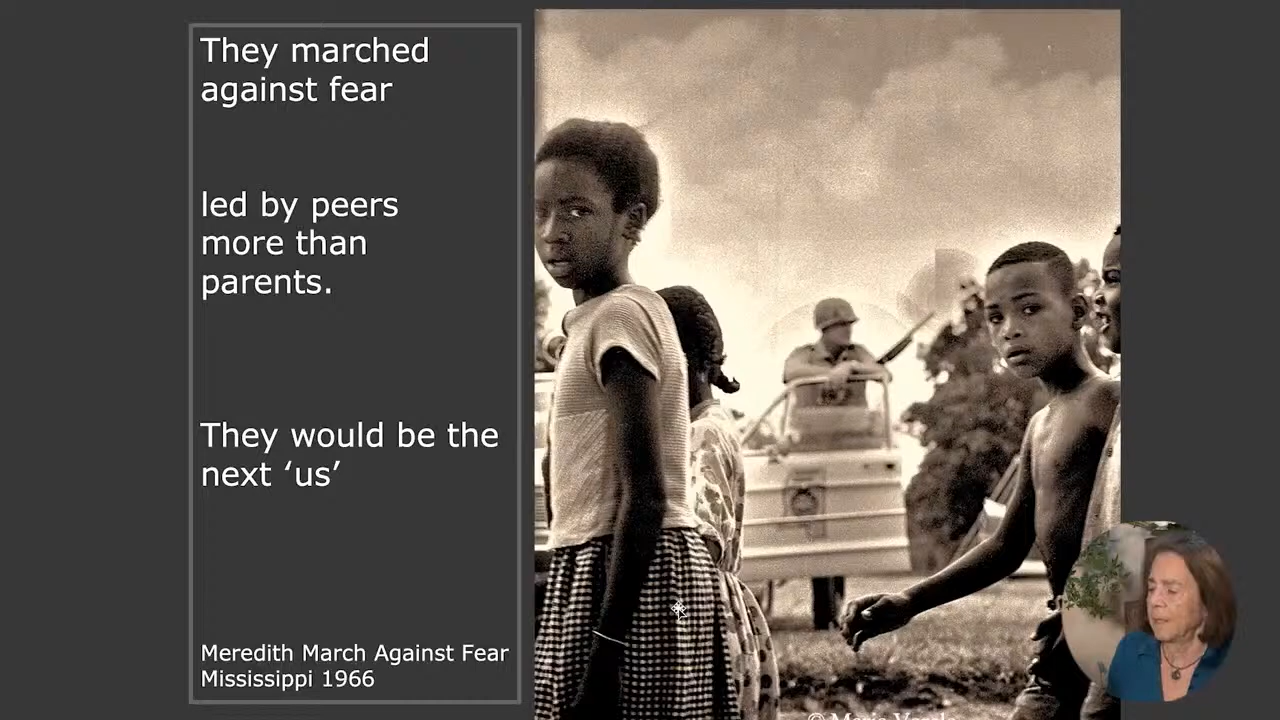 They marched
against fear
led by peers
more than
parents.
They would be the
next ‘us’
Meredith March Against Fear
Mississippi 1966